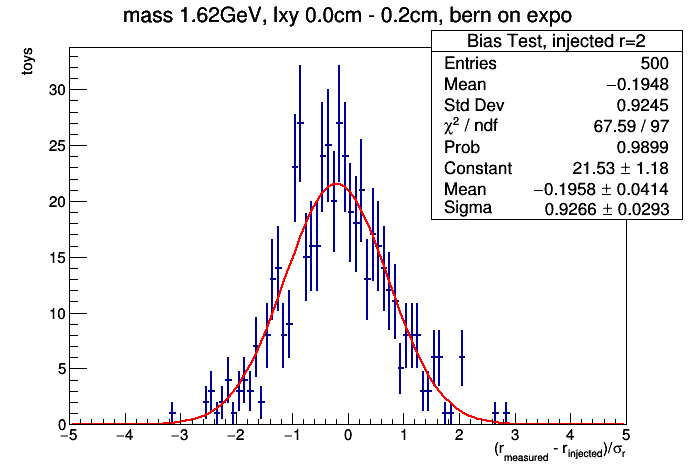 mass 1.62GeV, lxy 0.0cm - 0.2cm, bern on expo
Bias Test, injected r=2
Entries 500
Mean −0.1948
Std Dev 0.9245
χ² / ndf 67.59 / 97
Prob 0.9899
Constant 21.53 ± 1.18
Mean −0.1958 ± 0.0414
Sigma 0.9266 ± 0.0293
toys
30
25
20
15
10
5
0
−5 −4 −3 −2 −1 0 1 2 3 4 5
(r_measured - r_injected)/σ_r